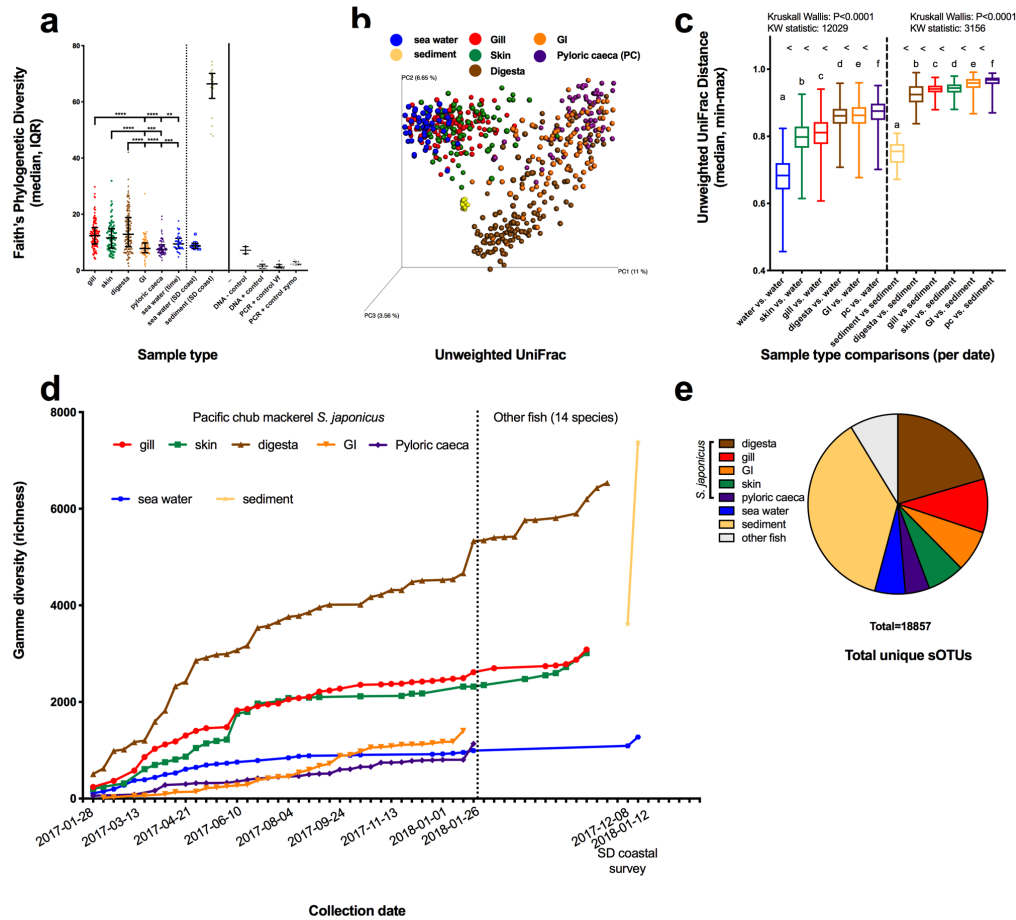 a
Faith's Phylogenetic Diversity
(median, IQR)
80
60
40
20
0
**** **** **
**** ***
**** **** ***
gill
skin
digesta
GI
pyloric caeca
sea water (time)
sea water (SD coast)
sediment (SD coast)
DNA - control
DNA + control
PCR + control Vf
PCR + control zymo
Sample type
b
sea water
sediment
Gill
Skin
Digesta
GI
Pyloric caeca (PC)
PC2 (6.65 %)
PC1 (11 %)
PC3 (3.56 %)
Unweighted UniFrac
c
Kruskall Wallis: P<0.0001
KW statistic: 12029
Kruskall Wallis: P<0.0001
KW statistic: 3156
< < < < < < < < < < <
a b c d e f
a b c d e f
Unweighted UniFrac Distance
(median, min-max)
1.0
0.8
0.6
0.4
water vs. water
skin vs. water
gill vs. water
digesta vs. water
GI vs. water
pc vs. water
sediment vs. sediment
digesta vs. sediment
gill vs. sediment
skin vs. sediment
GI vs. sediment
pc vs. sediment
Sample type comparisons (per date)
d
Gamme diversity (richness)
8000
6000
4000
2000
0
Pacific chub mackerel S. japonicus
Other fish (14 species)
gill
skin
digesta
GI
Pyloric caeca
sea water
sediment
2017-01-28
2017-03-13
2017-04-21
2017-06-10
2017-08-04
2017-09-24
2017-11-13
2018-01-01
2018-01-26
2017-12-08
2018-01-12
SD coastal
survey
Collection date
e
S. japonicus
digesta
gill
GI
skin
pyloric caeca
sea water
sediment
other fish
Total=18857
Total unique sOTUs